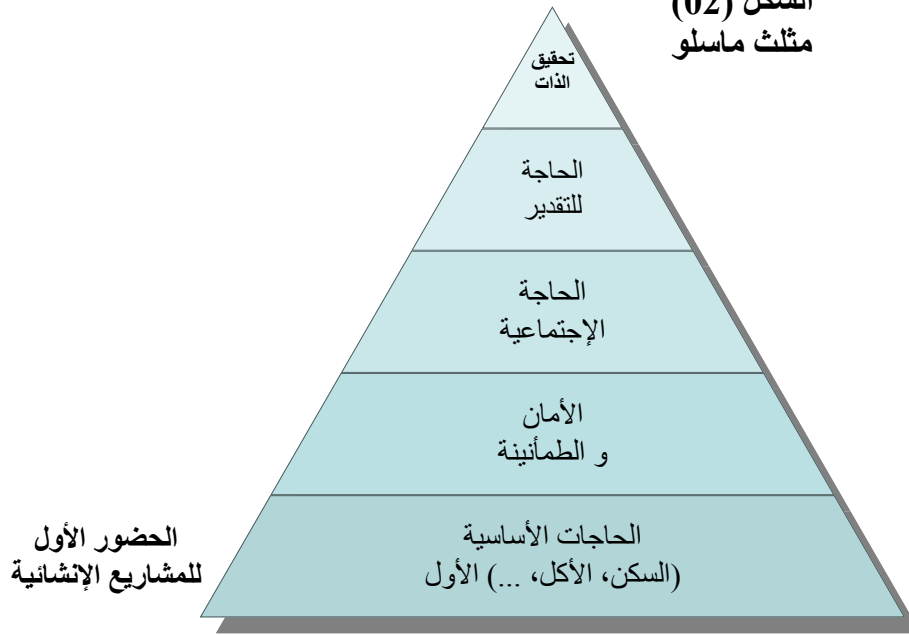 الشكل (02)
مثلث ماسلو
تحقيق
الذات
الحاجة
للتقدير
الحاجة
الإجتماعية
الأمان
و الطمأنينة
الحاجات الأساسية
(السكن، الأكل، ...) الأول
الحضور الأول
للمشاريع الإنشائية